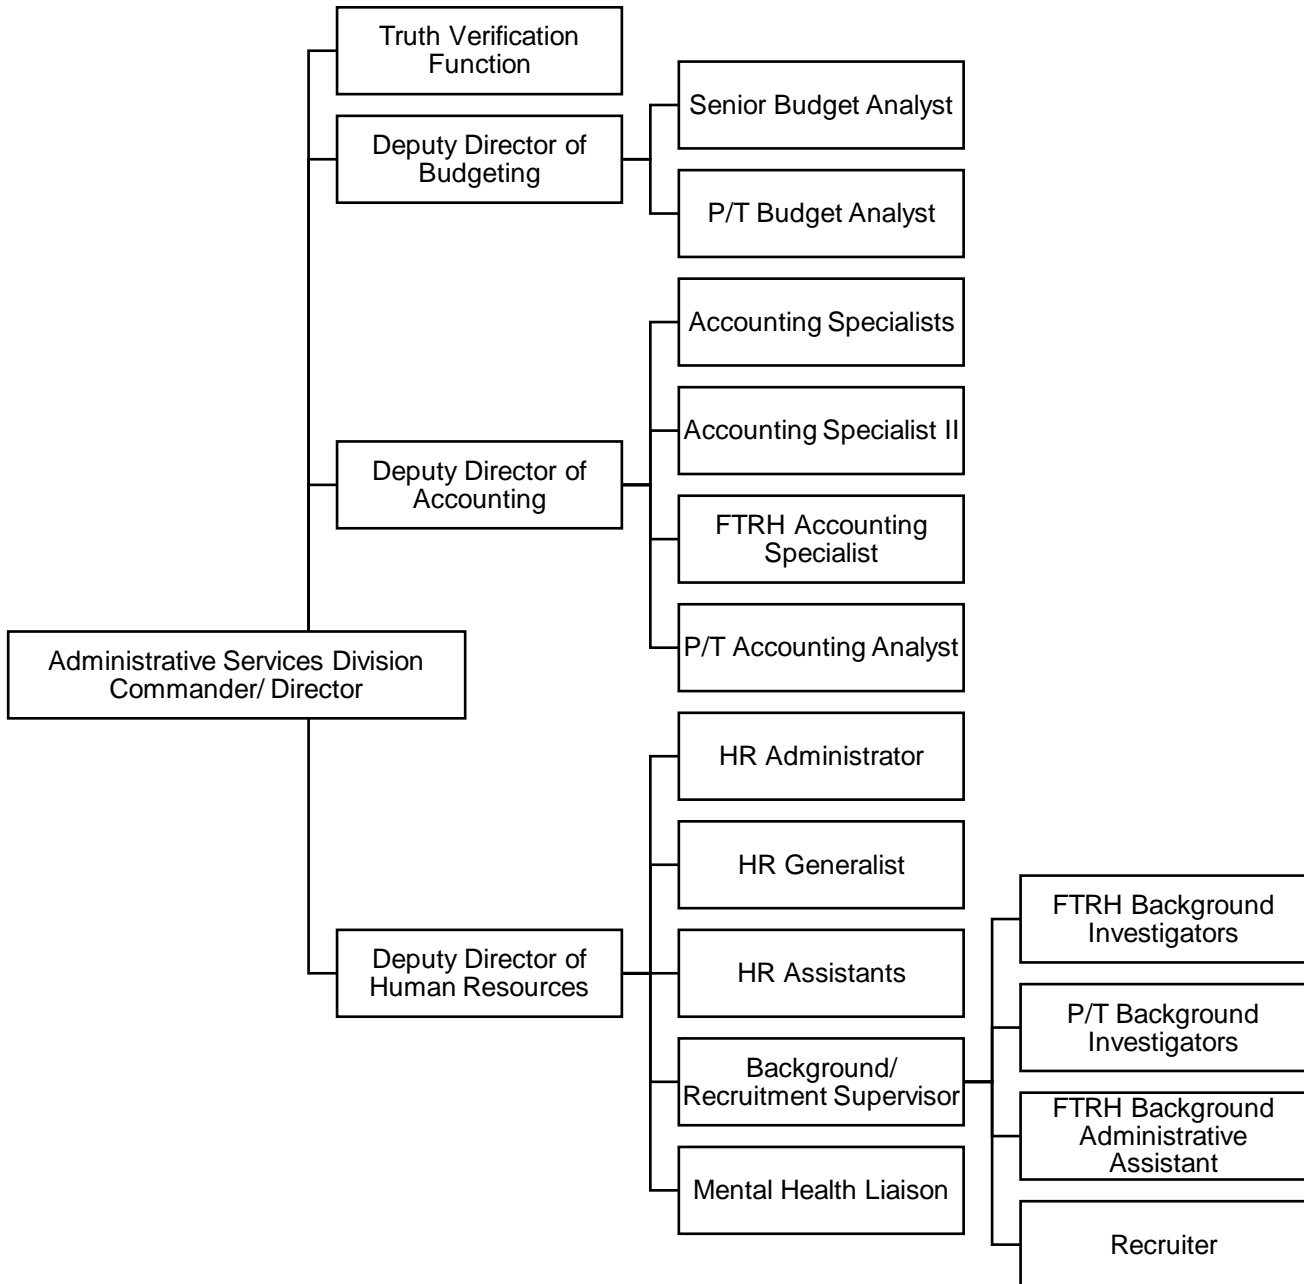 Truth Verification
Function
Deputy Director of
Budgeting
Senior Budget Analyst
P/T Budget Analyst
Deputy Director of
Accounting
Accounting Specialists
Accounting Specialist II
FTRH Accounting
Specialist
P/T Accounting Analyst
Administrative Services Division
Commander/ Director
Deputy Director of
Human Resources
HR Administrator
HR Generalist
HR Assistants
Background/
Recruitment Supervisor
Mental Health Liaison
FTRH Background
Investigators
P/T Background
Investigators
FTRH Background
Administrative
Assistant
Recruiter